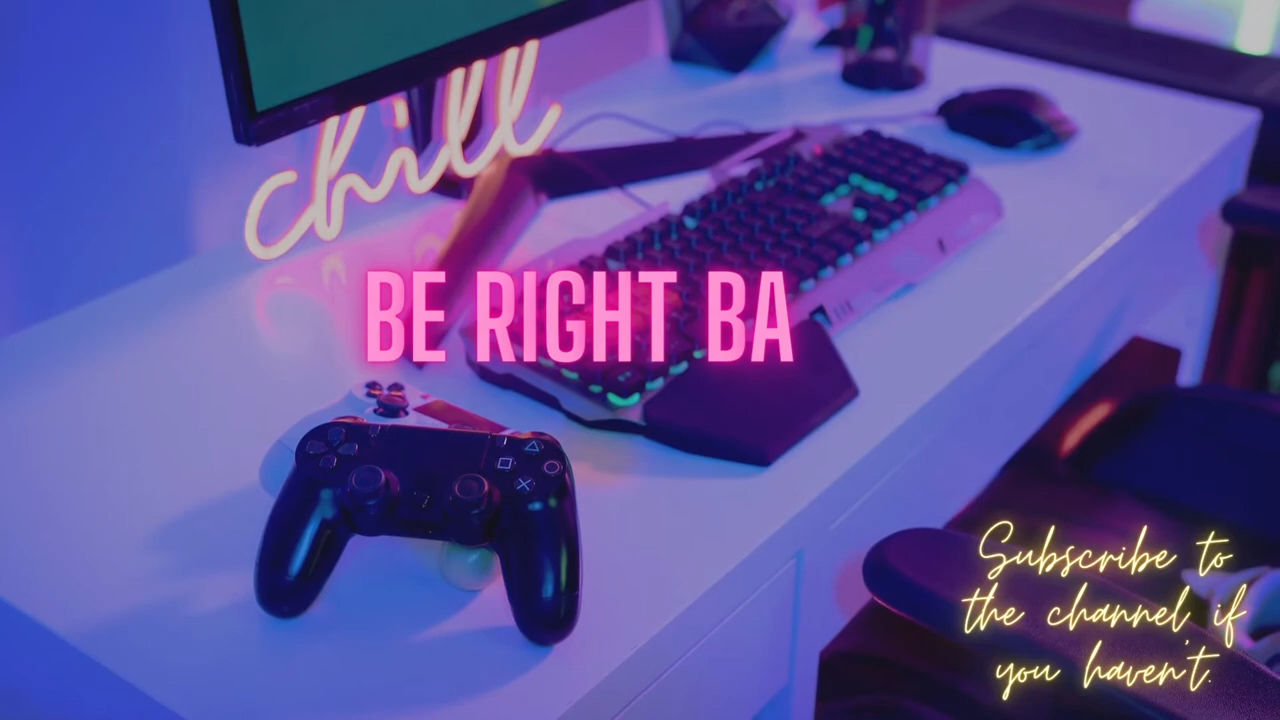 chill
BE RIGHT BA
Subscribe to
the channel if
you haven't.